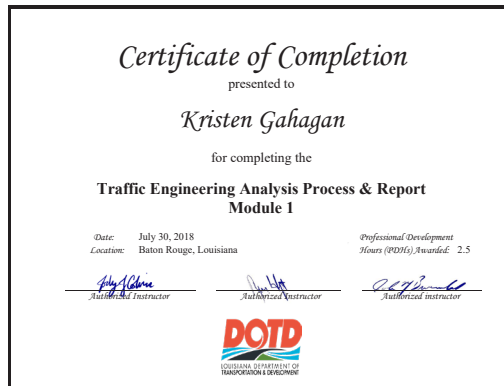 Certificate of Completion
presented to
Kristen Gahagan
for completing the
Traffic Engineering Analysis Process & Report
Module 1
Date: July 30, 2018
Location: Baton Rouge, Louisiana
Professional Development
Hours (PDHs) Awarded: 2.5
Authorized Instructor
Authorized Instructor
Authorized instructor
DOTD
LOUISIANA DEPARTMENT OF
TRANSPORTATION & DEVELOPMENT